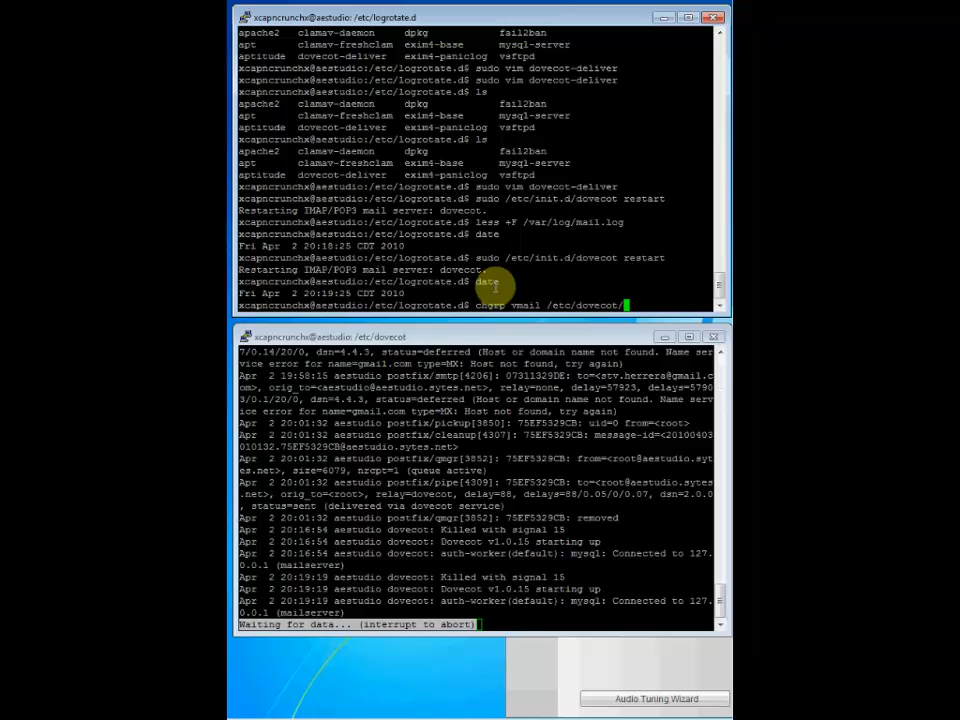 xcapncrunchx@aestudio: /etc/logrotate.d
apache2 clamav-daemon dpkg fail2ban
apt clamav-freshclam exim4-base mysql-server
aptitude dovecot-deliver exim4-paniclog vsftpd
xcapncrunchx@aestudio:/etc/logrotate.d$ sudo vim dovecot-deliver
xcapncrunchx@aestudio:/etc/logrotate.d$ sudo vim dovecot-deliver
xcapncrunchx@aestudio:/etc/logrotate.d$ ls
apache2 clamav-daemon dpkg fail2ban
apt clamav-freshclam exim4-base mysql-server
aptitude dovecot-deliver exim4-paniclog vsftpd
xcapncrunchx@aestudio:/etc/logrotate.d$ ls
apache2 clamav-daemon dpkg fail2ban
apt clamav-freshclam exim4-base mysql-server
aptitude dovecot-deliver exim4-paniclog vsftpd
xcapncrunchx@aestudio:/etc/logrotate.d$ sudo vim dovecot-deliver
xcapncrunchx@aestudio:/etc/logrotate.d$ sudo /etc/init.d/dovecot restart
Restarting IMAP/POP3 mail server: dovecot.
xcapncrunchx@aestudio:/etc/logrotate.d$ less +F /var/log/mail.log
xcapncrunchx@aestudio:/etc/logrotate.d$ date
Fri Apr  2 20:18:25 CDT 2010
xcapncrunchx@aestudio:/etc/logrotate.d$ sudo /etc/init.d/dovecot restart
Restarting IMAP/POP3 mail server: dovecot.
xcapncrunchx@aestudio:/etc/logrotate.d$ date
Fri Apr  2 20:19:25 CDT 2010
xcapncrunchx@aestudio:/etc/logrotate.d$ chgrp vmail /etc/dovecot/
xcapncrunchx@aestudio: /etc/dovecot
7/0.14/20/0, dsn=4.4.3, status=deferred (Host or domain name not found. Name ser
vice error for name=gmail.com type=MX: Host not found, try again)
Apr  2 19:58:15 aestudio postfix/smtp[4206]: 07311329DE: to=<stv.herrera@gmail.c
om>, orig_to=<aestudio@aestudio.sytes.net>, relay=none, delay=57923, delays=5790
3/0.1/20/0, dsn=4.4.3, status=deferred (Host or domain name not found. Name serv
ice error for name=gmail.com type=MX: Host not found, try again)
Apr  2 20:01:32 aestudio postfix/pickup[3850]: 75EF5329CB: uid=0 from=<root>
Apr  2 20:01:32 aestudio postfix/cleanup[4307]: 75EF5329CB: message-id=<20100403
010132.75EF5329CB@aestudio.sytes.net>
Apr  2 20:01:32 aestudio postfix/qmgr[3852]: 75EF5329CB: from=<root@aestudio.syt
es.net>, size=6079, nrcpt=1 (queue active)
Apr  2 20:01:32 aestudio postfix/pipe[4309]: 75EF5329CB: to=<root@aestudio.sytes
.net>, orig_to=<root>, relay=dovecot, delay=88, delays=88/0.05/0/0.07, dsn=2.0.0
, status=sent (delivered via dovecot service)
Apr  2 20:01:32 aestudio postfix/qmgr[3852]: 75EF5329CB: removed
Apr  2 20:16:54 aestudio dovecot: Killed with signal 15
Apr  2 20:16:54 aestudio dovecot: Dovecot v1.0.15 starting up
Apr  2 20:16:54 aestudio dovecot: auth-worker(default): mysql: Connected to 127.
0.0.1 (mailserver)
Apr  2 20:19:19 aestudio dovecot: Killed with signal 15
Apr  2 20:19:19 aestudio dovecot: Dovecot v1.0.15 starting up
Apr  2 20:19:19 aestudio dovecot: auth-worker(default): mysql: Connected to 127.
0.0.1 (mailserver)
Waiting for data... (interrupt to abort)
Audio Tuning Wizard